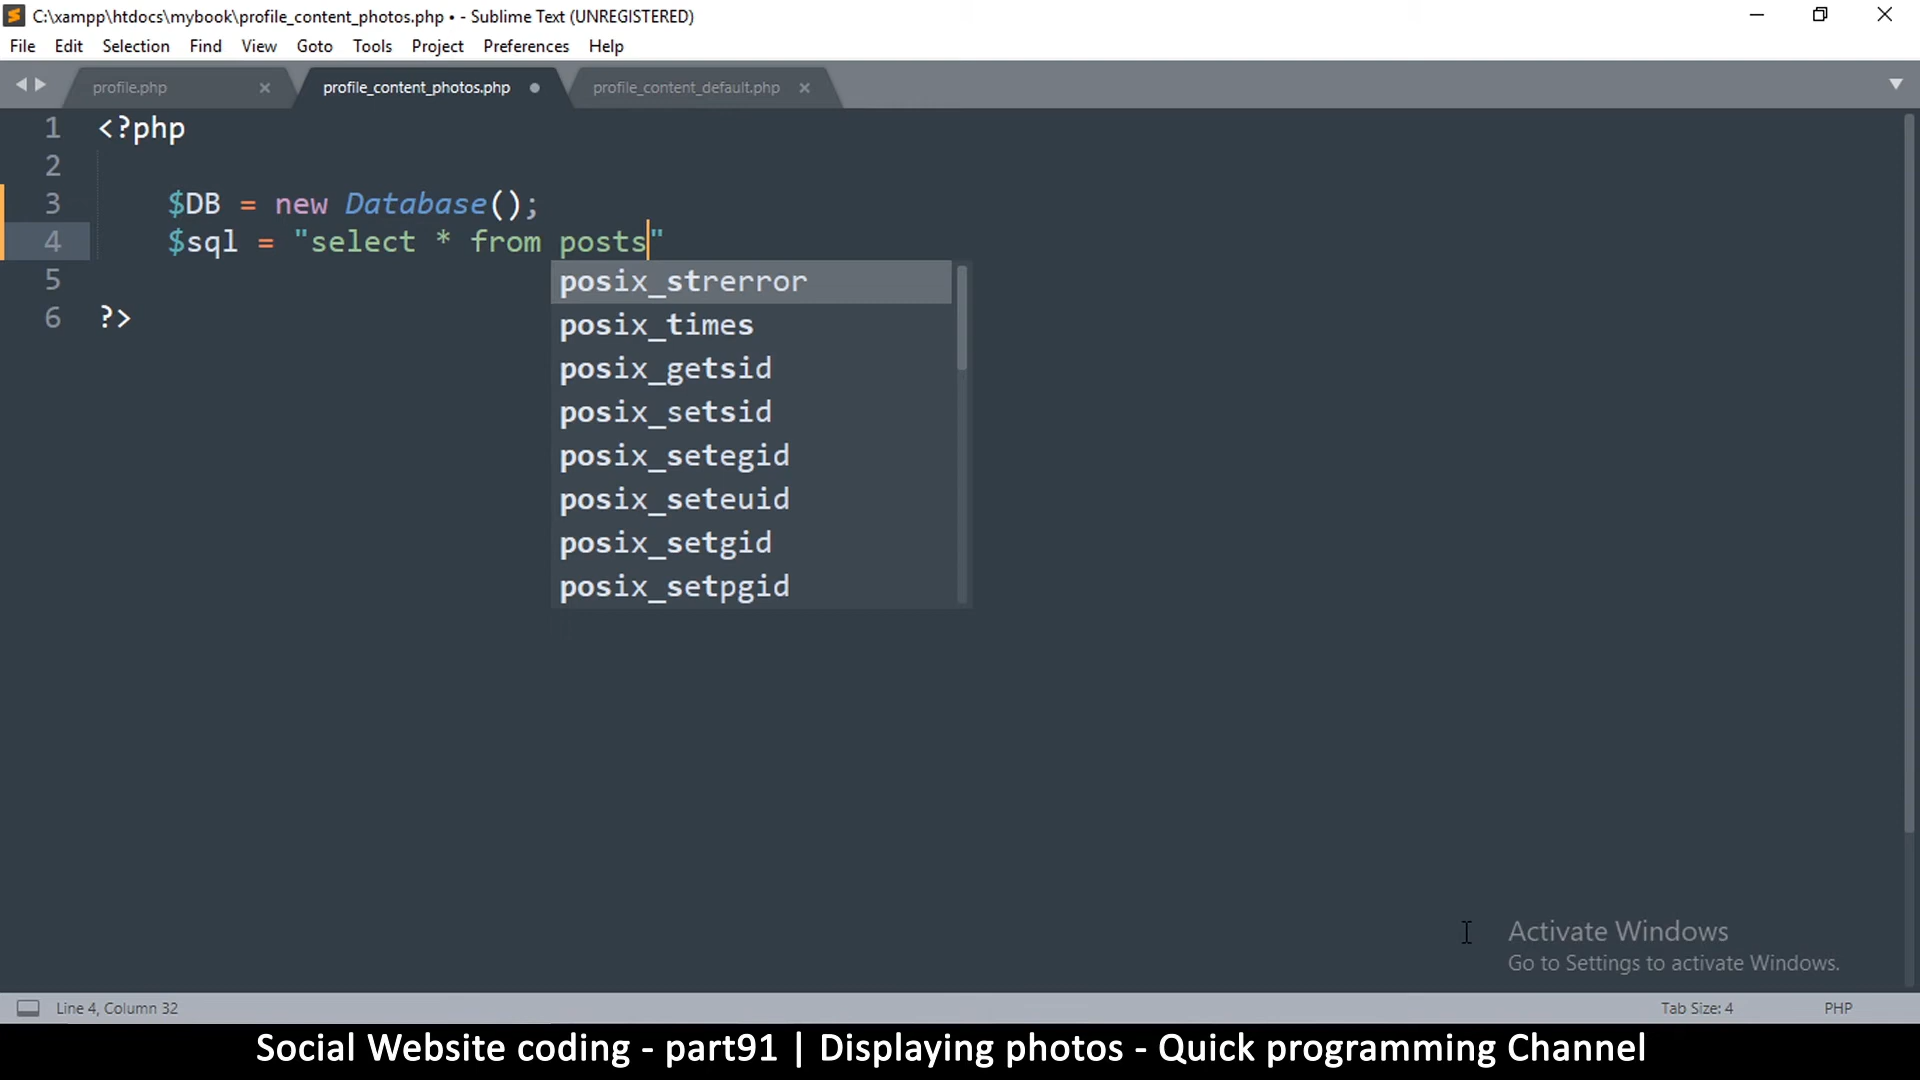 C:\xampp\htdocs\mybook\profile_content_photos.php • - Sublime Text (UNREGISTERED)
File Edit Selection Find View Goto Tools Project Preferences Help
profile.php profile_content_photos.php profile_content_default.php
1 <?php
2
3 $DB = new Database();
4 $sql = "select * from posts"
5
6 ?>
posix_strerror
posix_times
posix_getsid
posix_setsid
posix_setegid
posix_seteuid
posix_setgid
posix_setpgid
Activate Windows
Go to Settings to activate Windows.
Line 4, Column 32 Tab Size: 4 PHP
Social Website coding - part91 | Displaying photos - Quick programming Channel